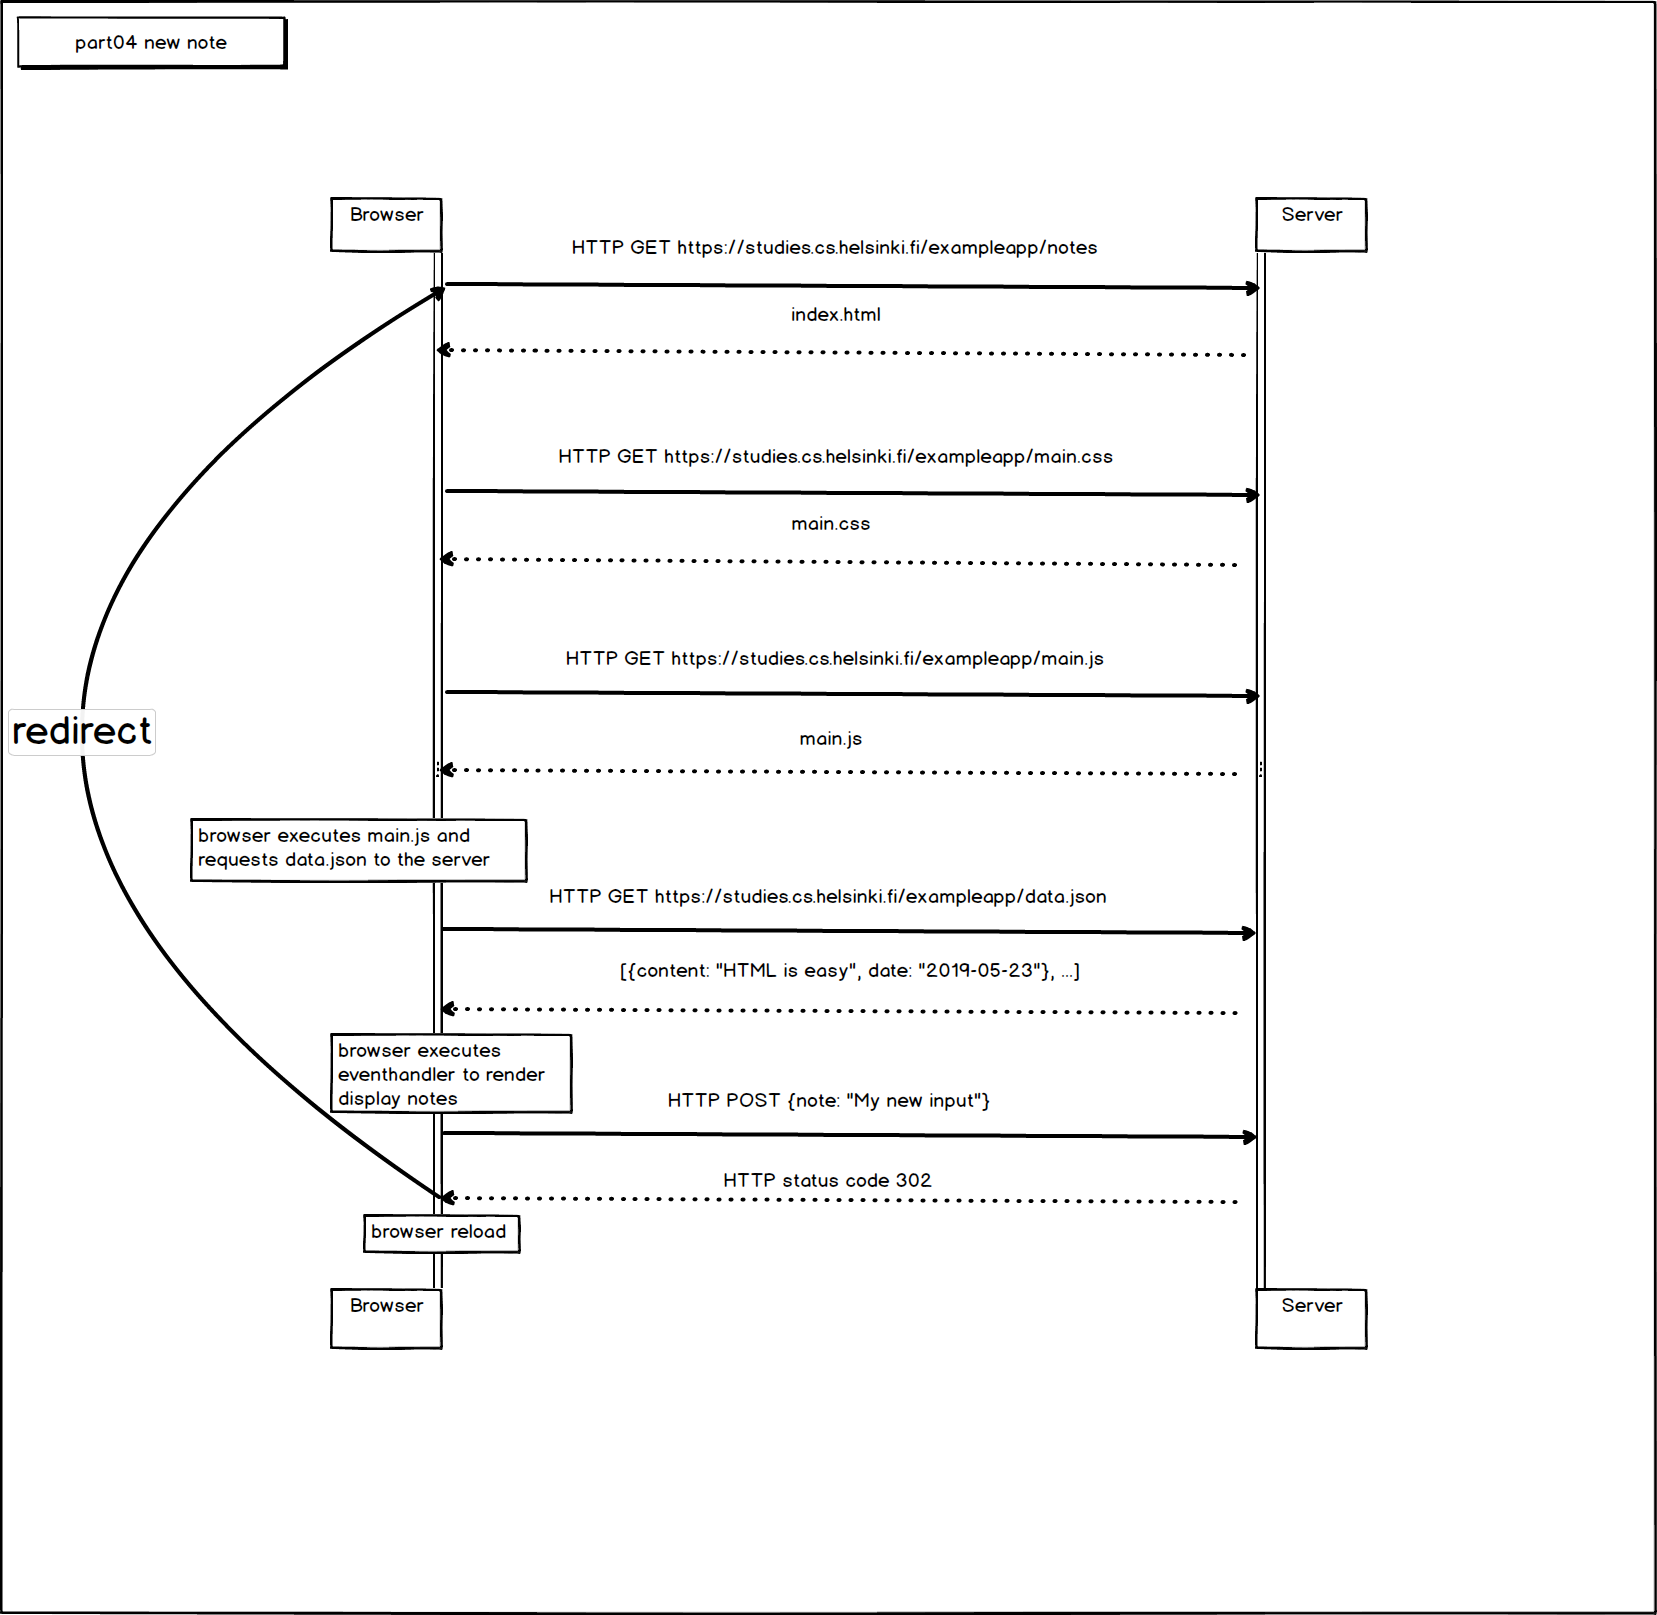 part04 new note
Browser
Server
HTTP GET https://studies.cs.helsinki.fi/exampleapp/notes
index.html
HTTP GET https://studies.cs.helsinki.fi/exampleapp/main.css
main.css
HTTP GET https://studies.cs.helsinki.fi/exampleapp/main.js
redirect
main.js
browser executes main.js and
requests data.json to the server
HTTP GET https://studies.cs.helsinki.fi/exampleapp/data.json
[{content: "HTML is easy", date: "2019-05-23"}, ...]
browser executes
eventhandler to render
display notes
HTTP POST {note: "My new input"}
HTTP status code 302
browser reload
Browser
Server